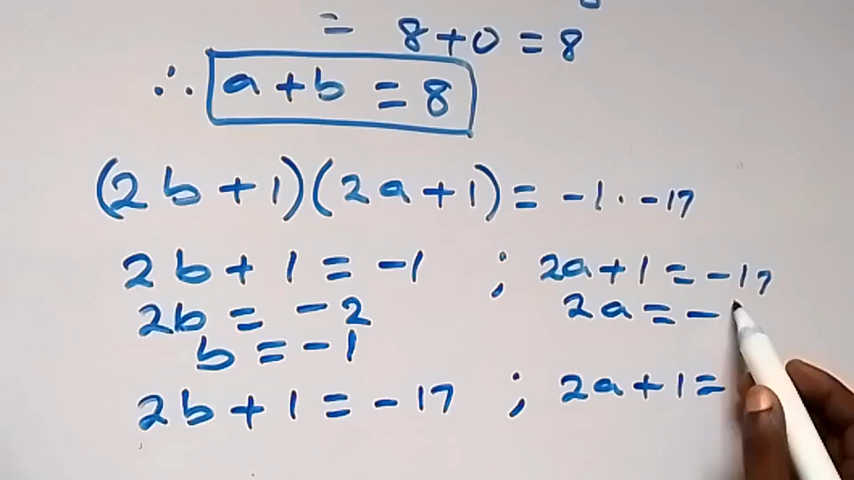 = 8+0 = 8
∴ a+b = 8
(2b+1)(2a+1) = -1·-17
2b+1 = -1 ; 2a+1 = -17
2b = -2 2a = -
b = -1
2b+1 = -17 ; 2a+1 =